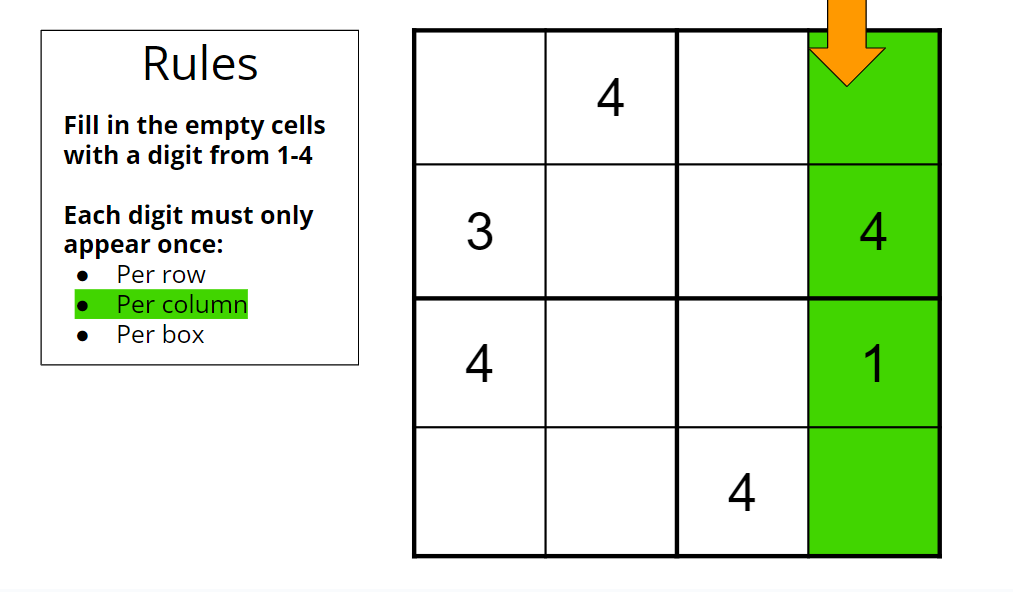 Rules
Fill in the empty cells
with a digit from 1-4
Each digit must only
appear once:
● Per row
● Per column
● Per box
4
3 4
4 1
4